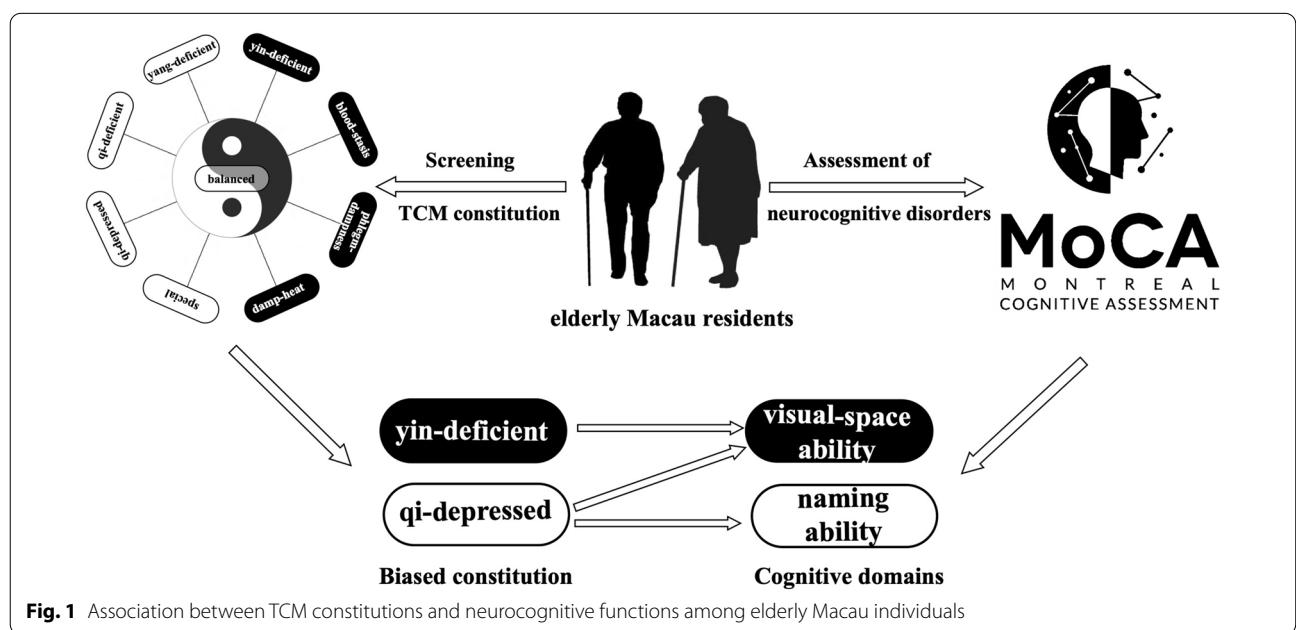 yang-deficient
yin-deficient
qi-deficient
blood-stasis
balanced
qi-depressed
phlegm-
dampness
special
damp-heat
Screening
TCM constitution
elderly Macau residents
Assessment of
neurocognitive disorders
MoCA
MONTREAL
COGNITIVE ASSESSMENT
yin-deficient
visual-space
ability
qi-depressed
naming
ability
Biased constitution
Cognitive domains
Fig. 1 Association between TCM constitutions and neurocognitive functions among elderly Macau individuals